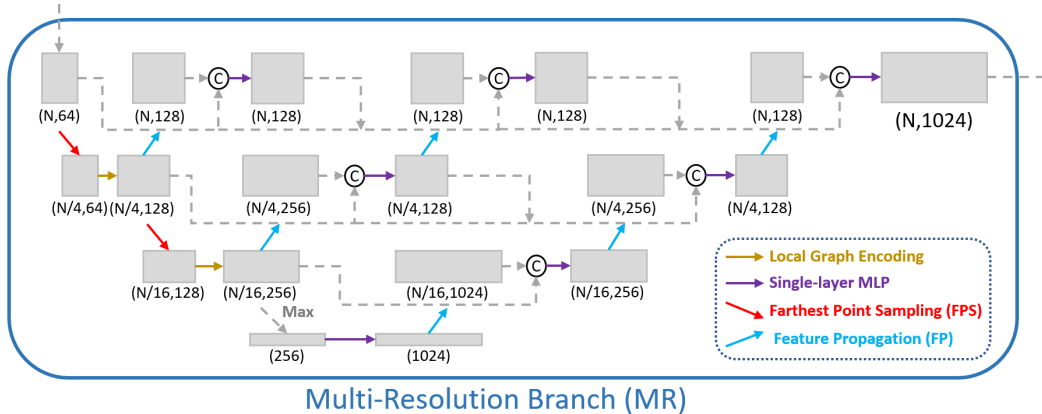 C
C
C
(N,64)
(N,128)
(N,128)
(N,128)
(N,128)
(N,128)
(N,1024)
C
C
(N/4,64)
(N/4,128)
(N/4,256)
(N/4,128)
(N/4,256)
(N/4,128)
C
(N/16,128)
(N/16,256)
(N/16,1024)
(N/16,256)
Max
(256)
(1024)
Local Graph Encoding
Single-layer MLP
Farthest Point Sampling (FPS)
Feature Propagation (FP)
Multi-Resolution Branch (MR)